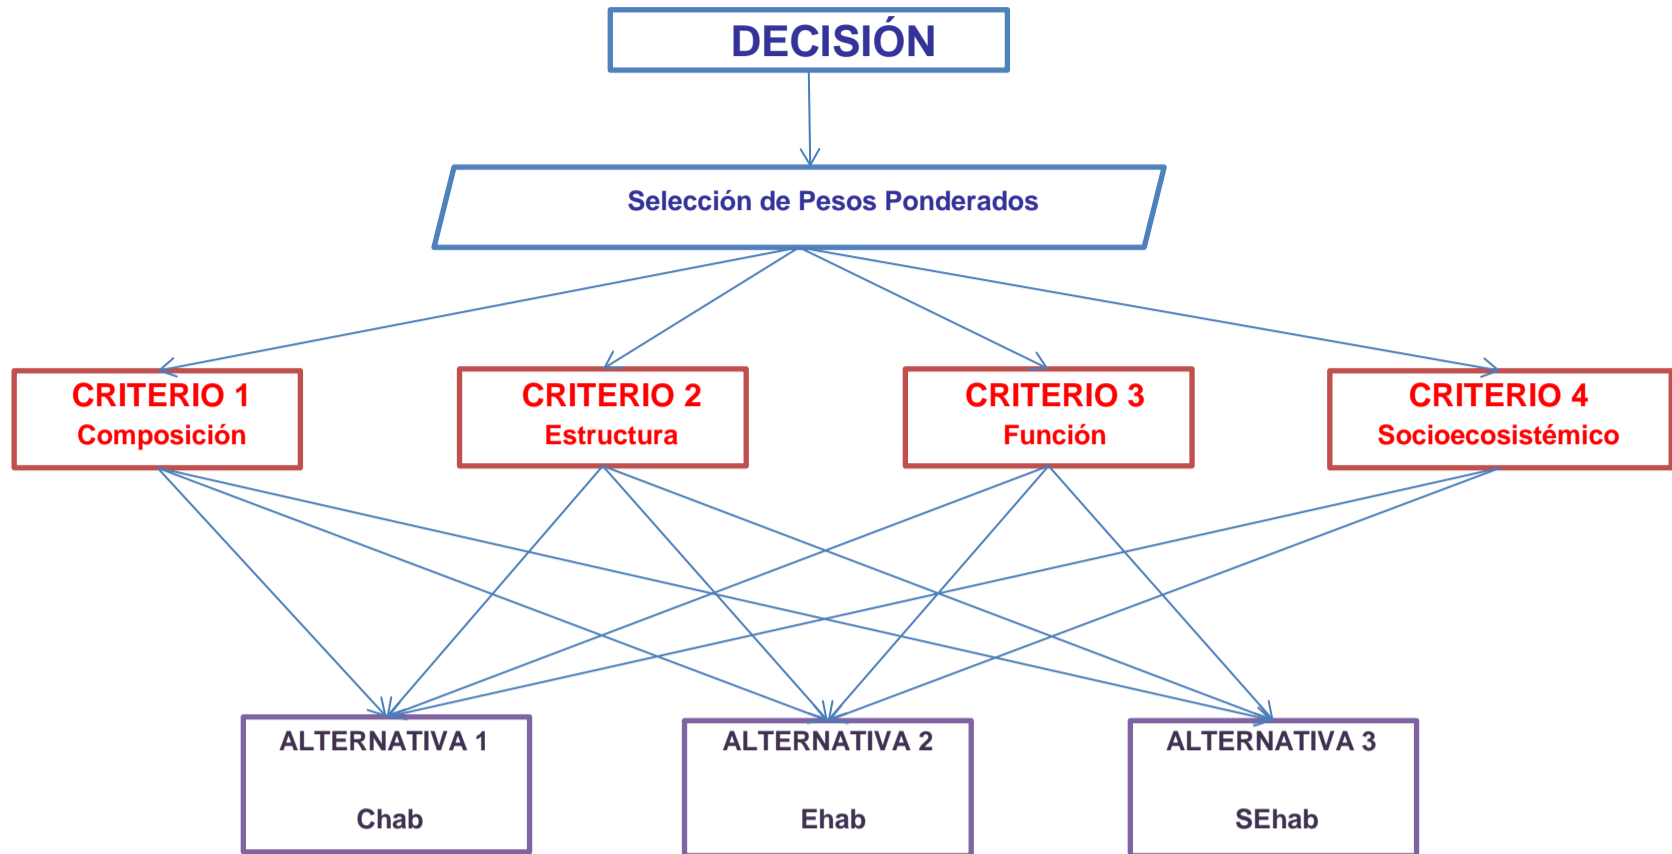 DECISIÓN
Selección de Pesos Ponderados
CRITERIO 1
Composición
CRITERIO 2
Estructura
CRITERIO 3
Función
CRITERIO 4
Socioecosistémico
ALTERNATIVA 1
Chab
ALTERNATIVA 2
Ehab
ALTERNATIVA 3
SEhab